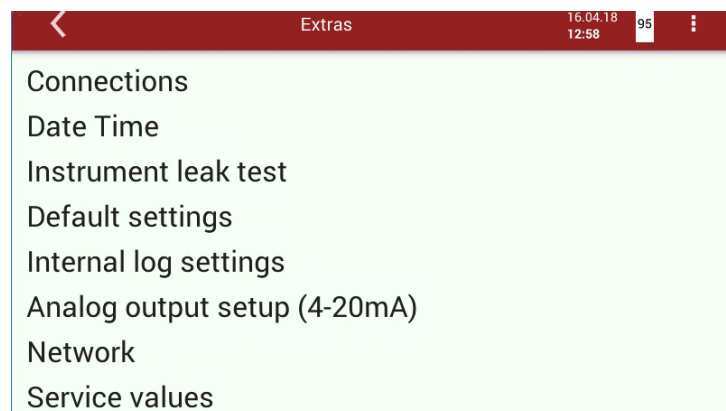 Extras
16.04.18
12:58
95
Connections
Date Time
Instrument leak test
Default settings
Internal log settings
Analog output setup (4-20mA)
Network
Service values